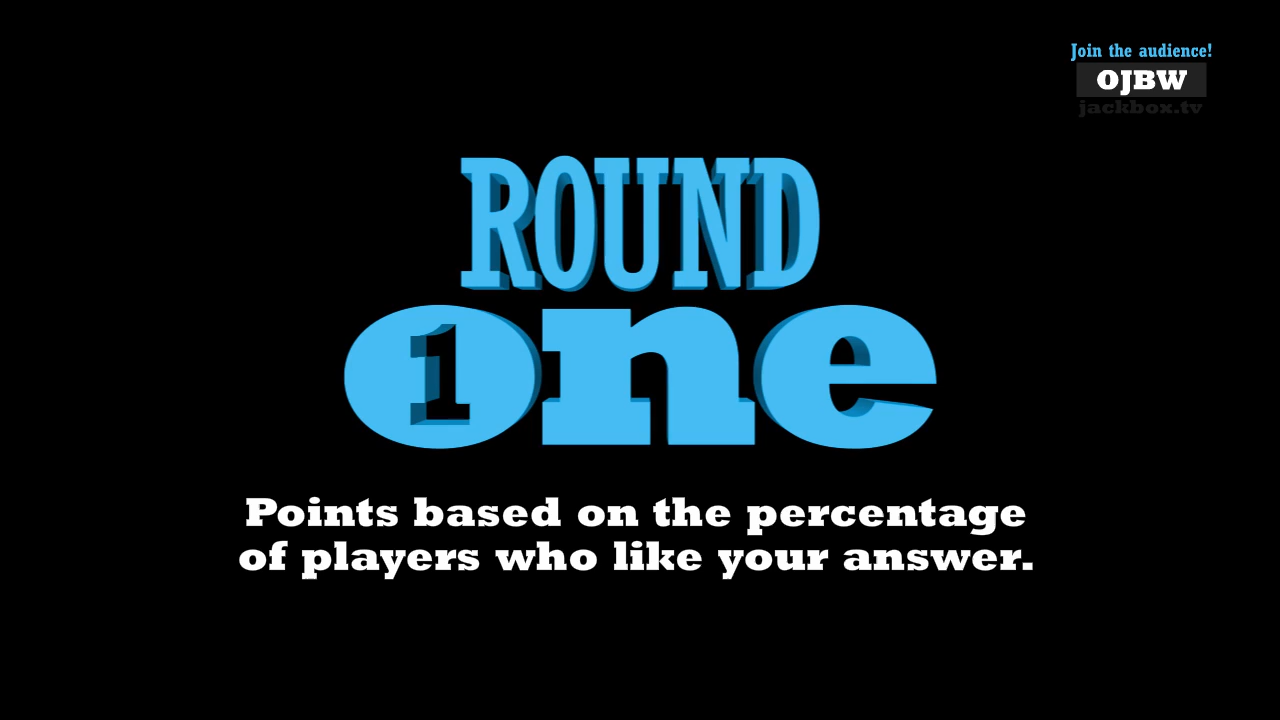 Join the audience!
OJBW
jackbox.tv
ROUND
One
1
Points based on the percentage
of players who like your answer.